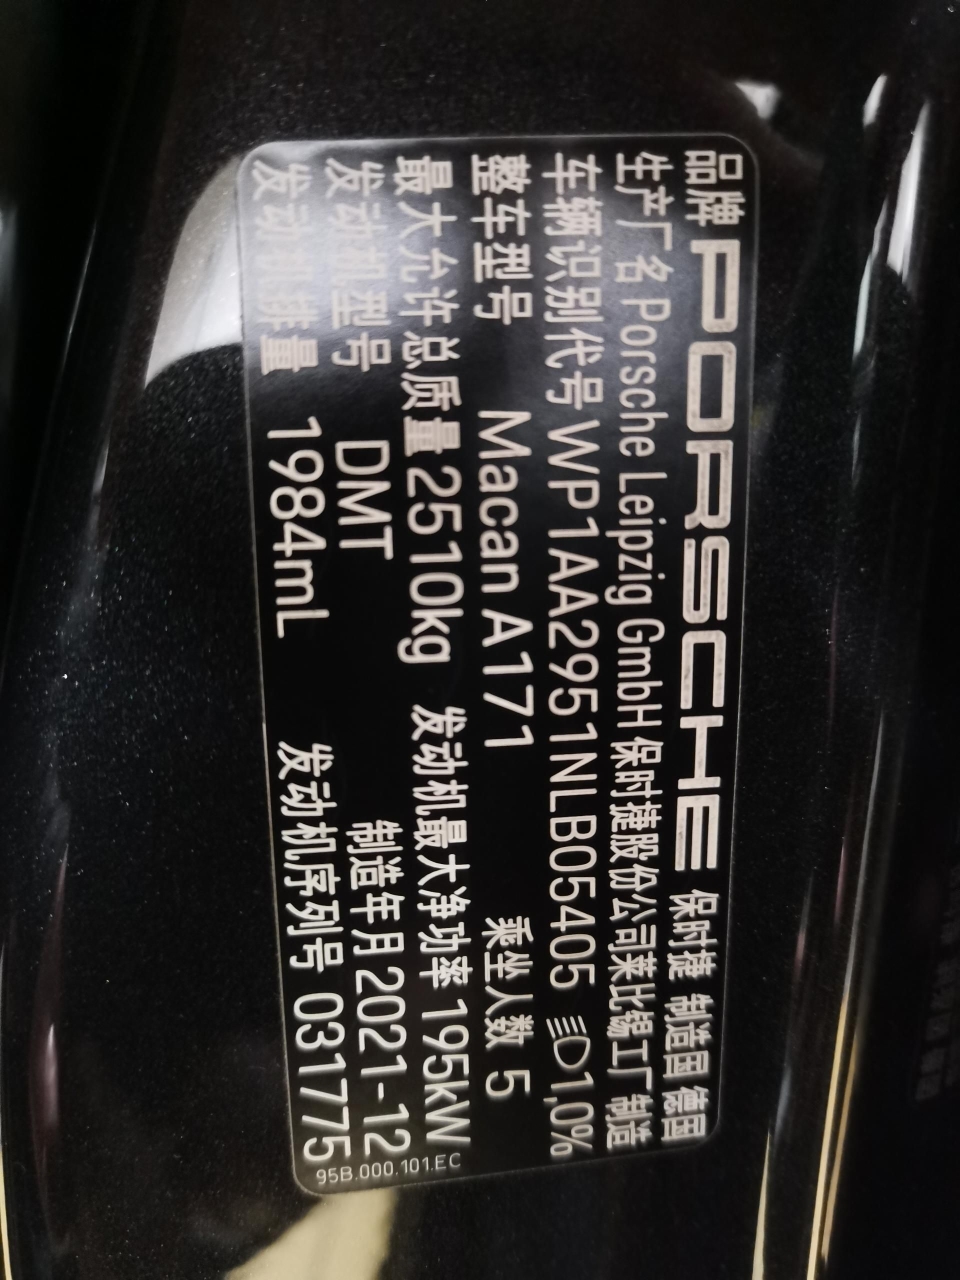 品牌 PORSCHE 保时捷 制造国 德国
生产厂名 Porsche Leipzig GmbH 保时捷股份公司莱比锡工厂制造
车辆识别代号 WP1AA2951NLB05405 1,0%
整车型号 Macan A171 乘坐人数 5
最大允许总质量 2510kg 发动机最大净功率 195kW
发动机型号 DMT 制造年月 2021-12
发动机排量 1984mL 发动机序列号 031775
95B.000.101.EC